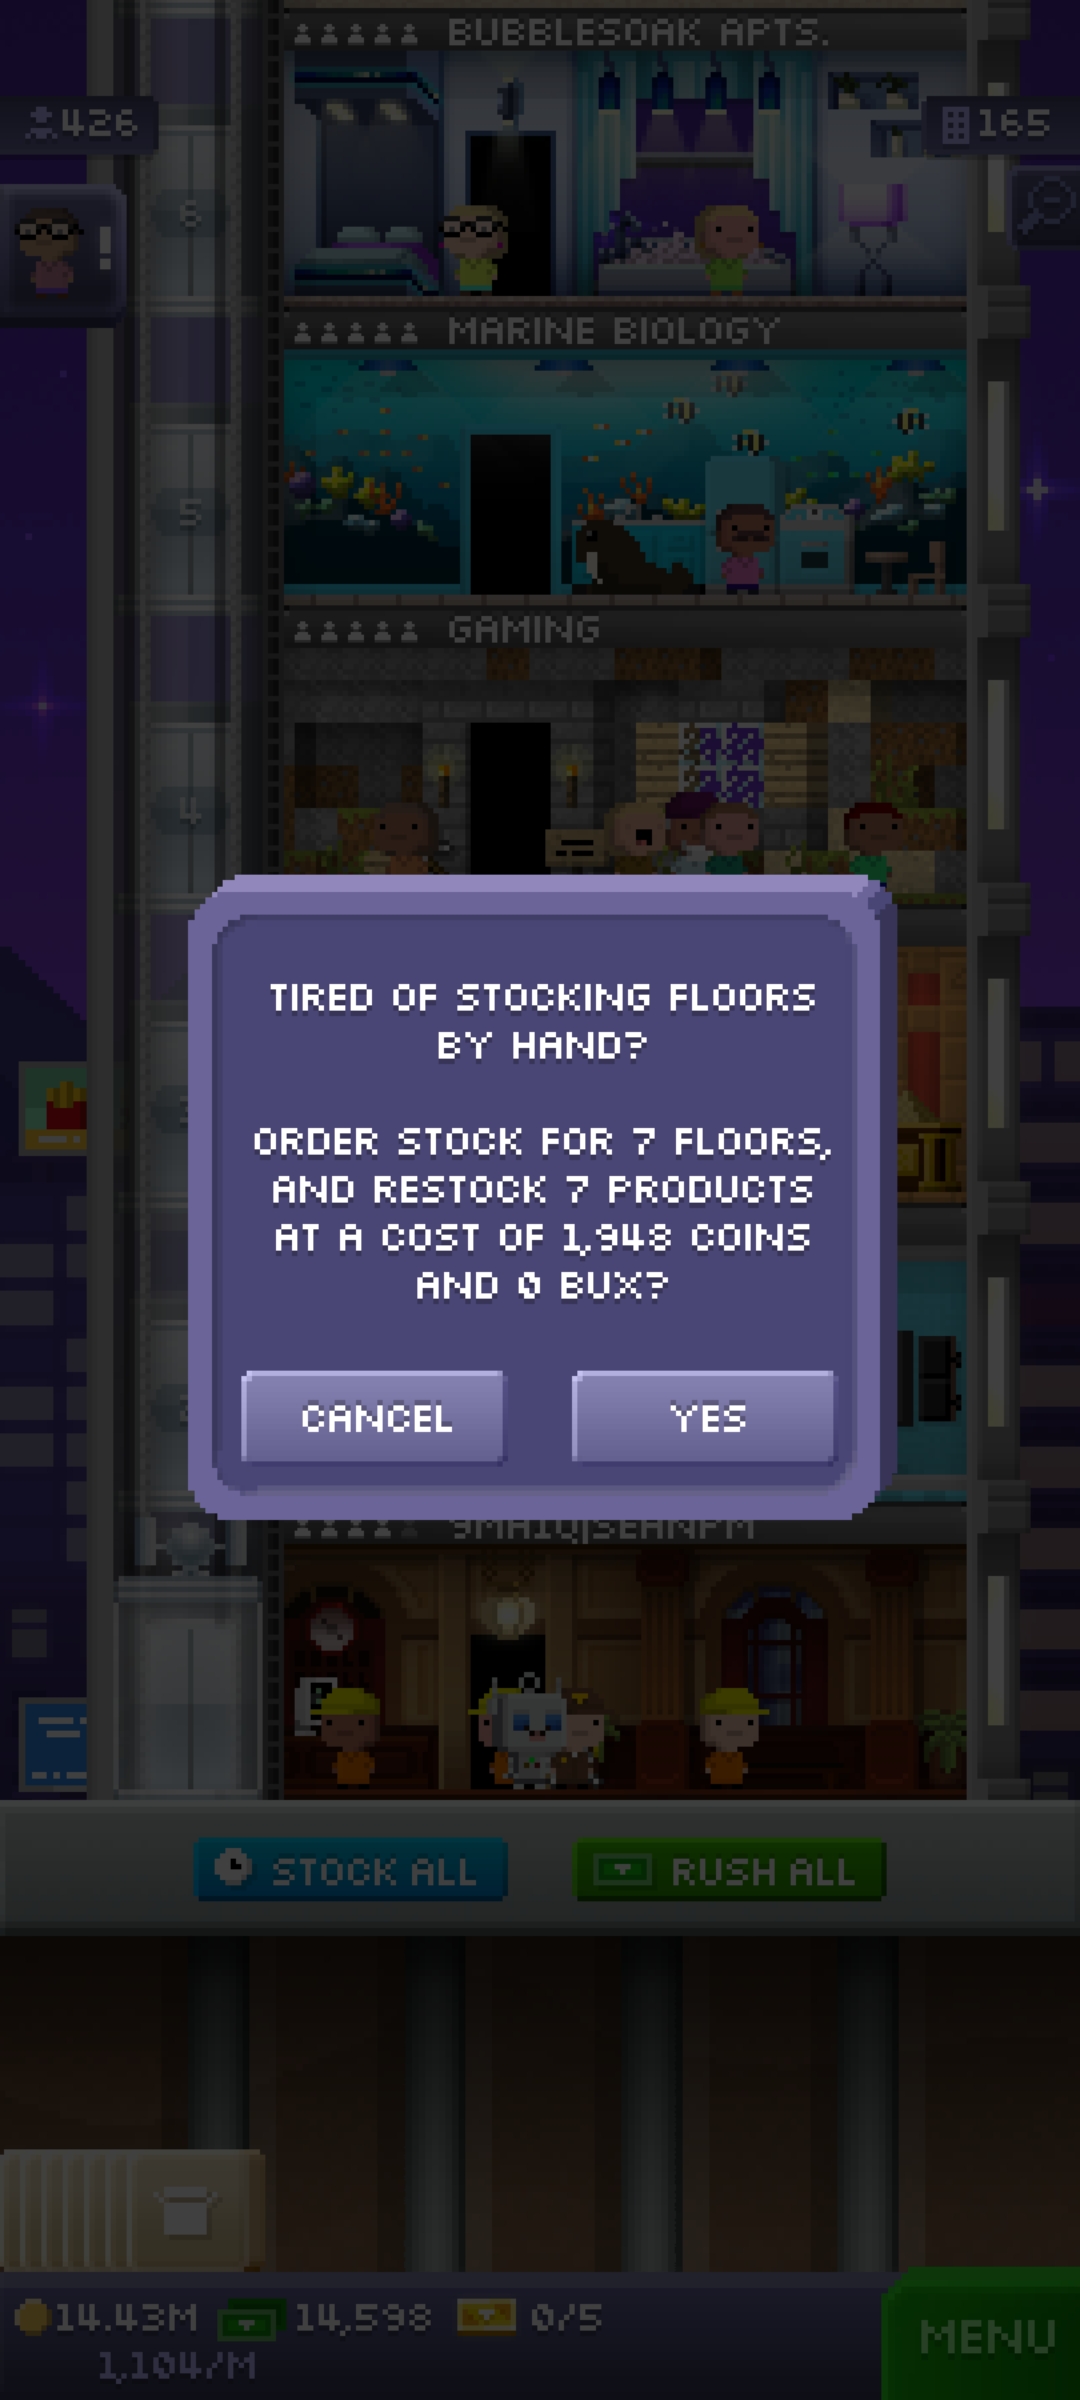 BUBBLESOAK APTS.
426
165
6
!
MARINE BIOLOGY
5
GAMING
4
TIRED OF STOCKING FLOORS
BY HAND?
ORDER STOCK FOR 7 FLOORS,
AND RESTOCK 7 PRODUCTS
AT A COST OF 1,948 COINS
AND 0 BUX?
CANCEL
YES
STOCK ALL
RUSH ALL
14.43M
14,598
0/5
1,104/M
MENU